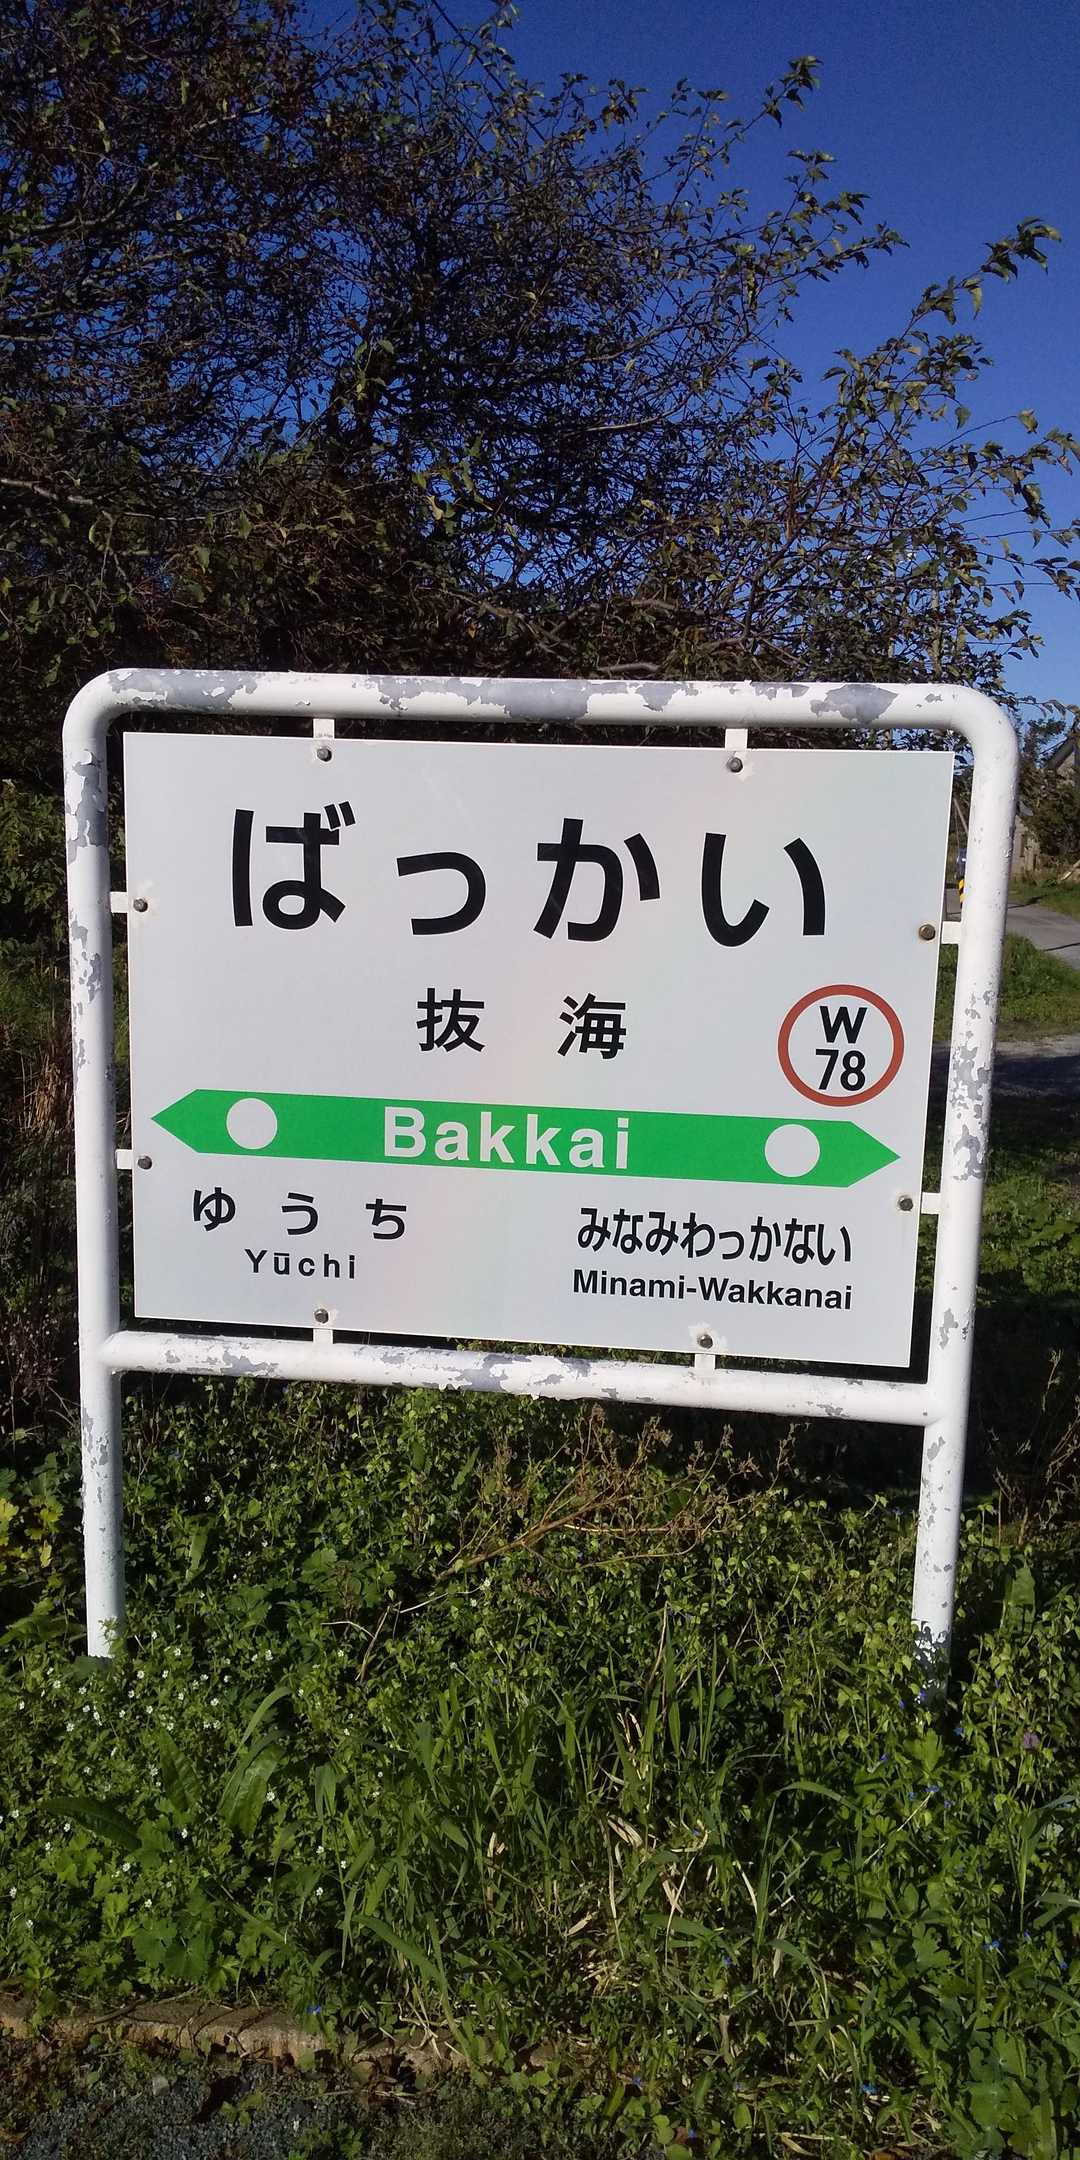 ばっかい
抜海
W
78
Bakkai
ゆうち
Yūchi
みなみわっかない
Minami-Wakkanai